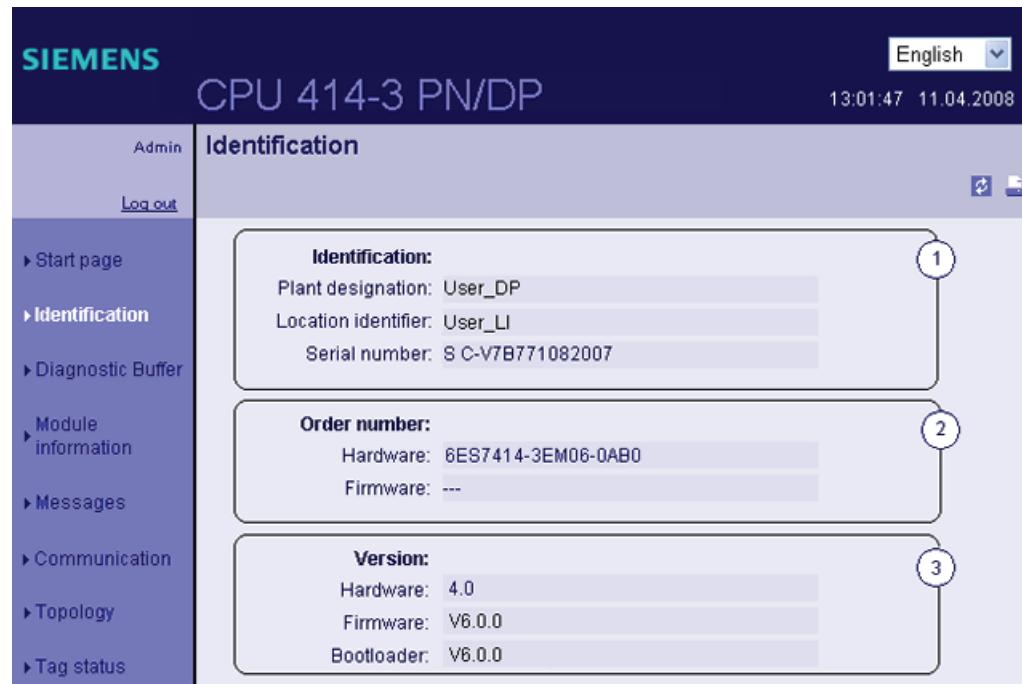 SIEMENS
English
CPU 414-3 PN/DP
13:01:47 11.04.2008
Admin
Identification
Log out
Start page
Identification
Diagnostic Buffer
Module
information
Messages
Communication
Topology
Tag status
Identification:
1
Plant designation: User_DP
Location identifier: User_LI
Serial number: S C-V7B771082007
Order number:
2
Hardware: 6ES7414-3EM06-0AB0
Firmware: ---
Version:
3
Hardware: 4.0
Firmware: V6.0.0
Bootloader: V6.0.0